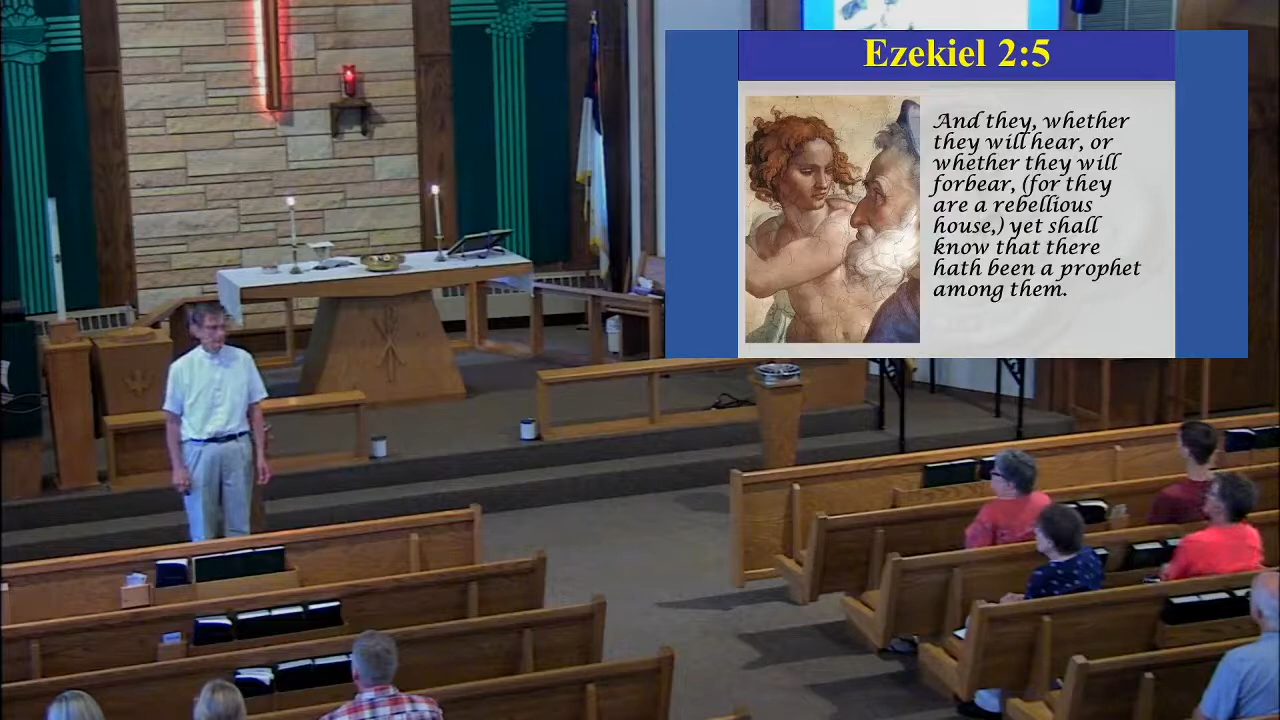 Ezekiel 2:5
And they, whether
they will hear, or
whether they will
forbear, (for they
are a rebellious
house,) yet shall
know that there
hath been a prophet
among them.